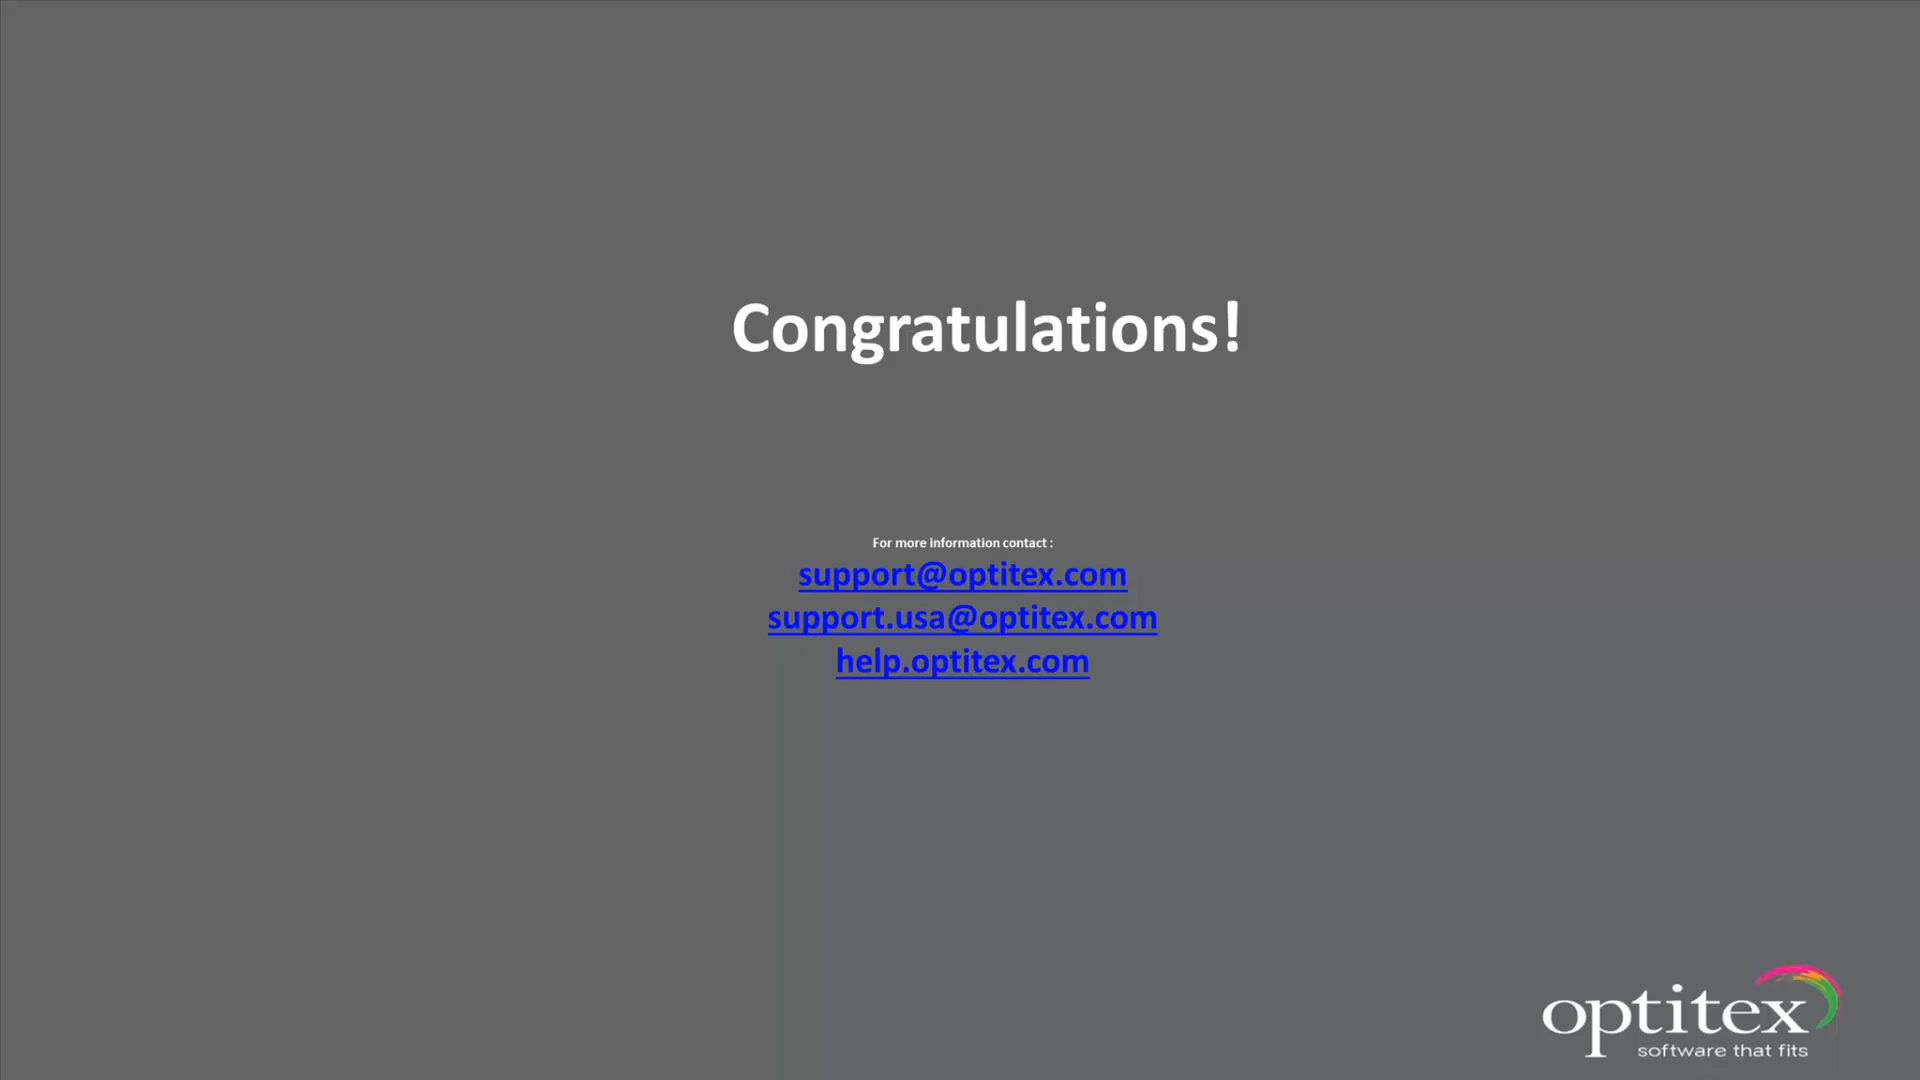 Congratulations!
For more information contact :
support@optitex.com
support.usa@optitex.com
help.optitex.com
optitex
software that fits